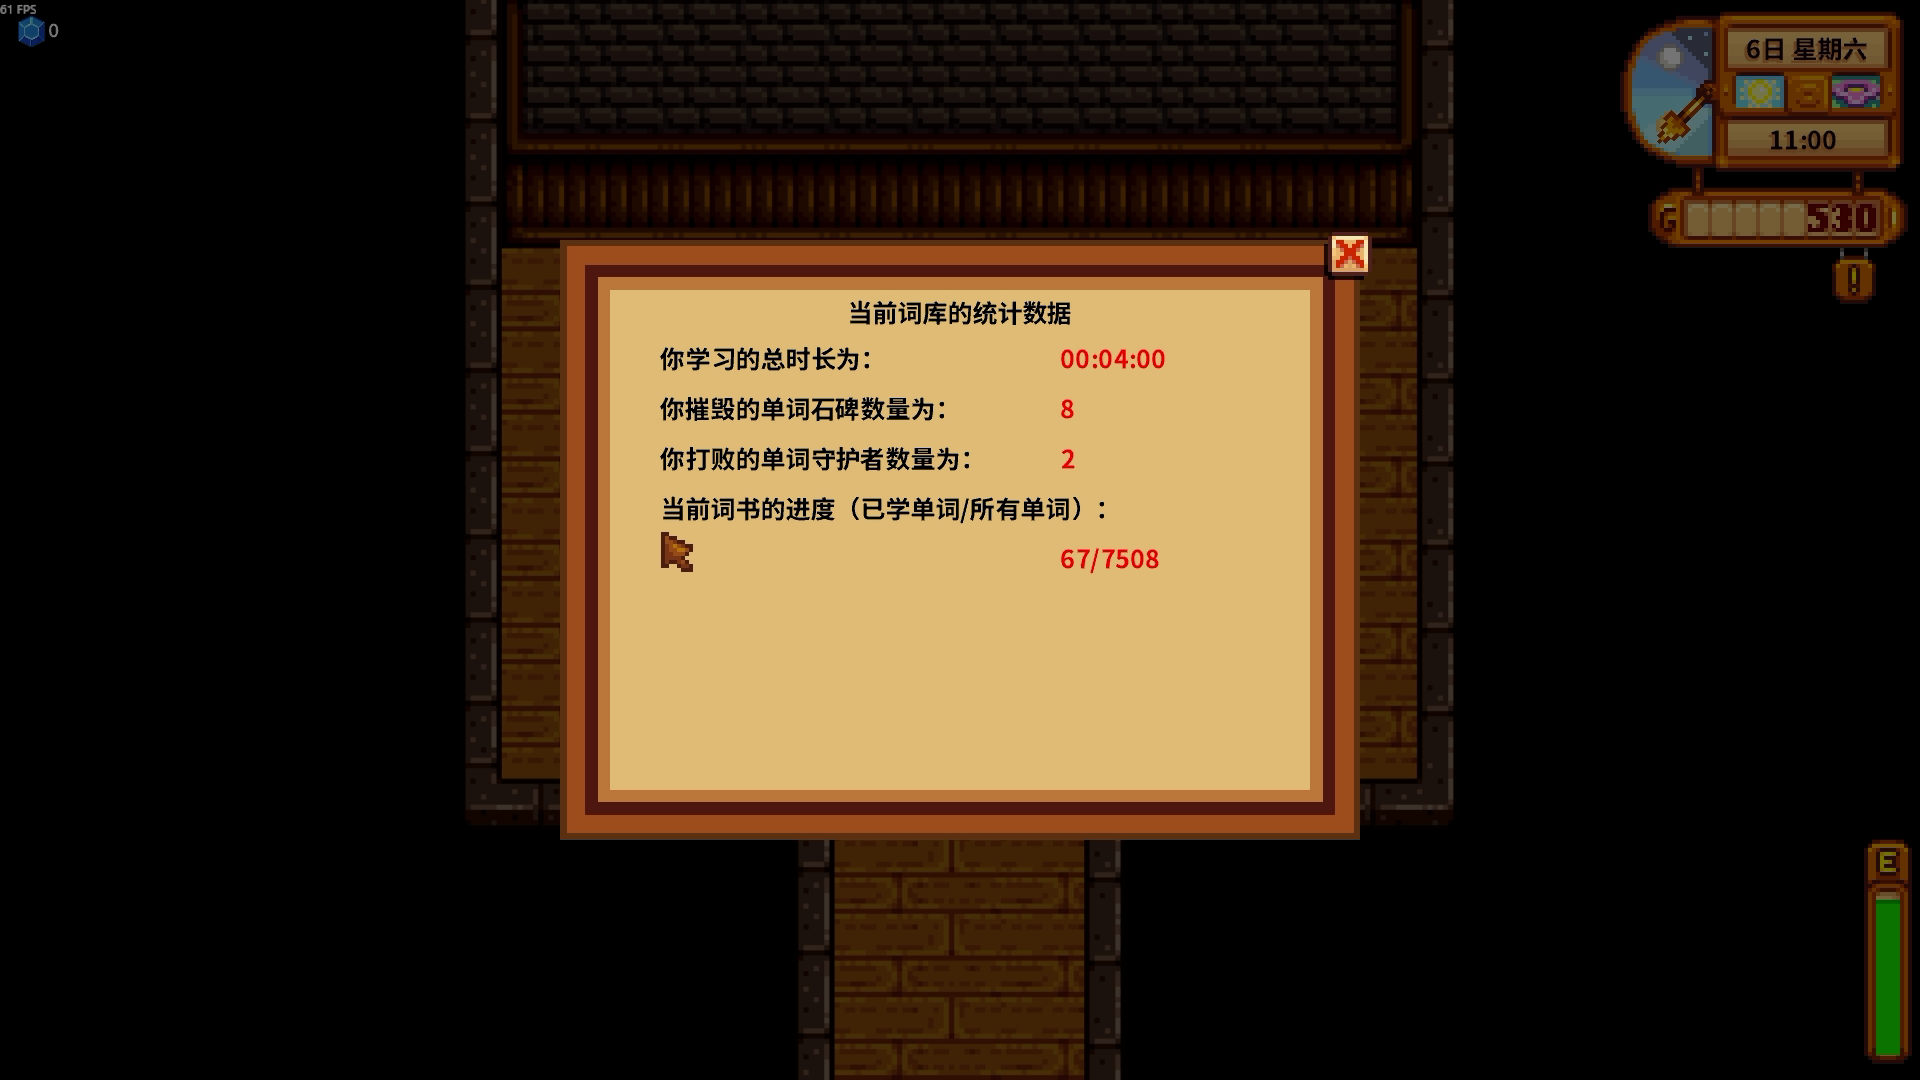 61 FPS
0
6日 星期六
11:00
530
当前词库的统计数据
你学习的总时长为： 00:04:00
你摧毁的单词石碑数量为： 8
你打败的单词守护者数量为： 2
当前词书的进度（已学单词/所有单词）：
67/7508
E